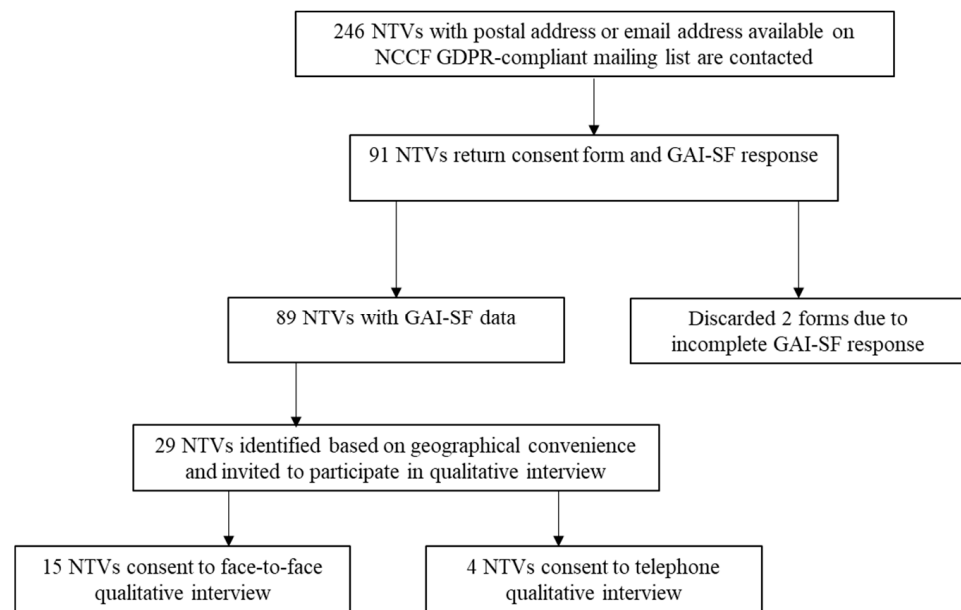 246 NTVs with postal address or email address available on
NCCF GDPR-compliant mailing list are contacted
91 NTVs return consent form and GAI-SF response
89 NTVs with GAI-SF data
Discarded 2 forms due to
incomplete GAI-SF response
29 NTVs identified based on geographical convenience
and invited to participate in qualitative interview
15 NTVs consent to face-to-face
qualitative interview
4 NTVs consent to telephone
qualitative interview